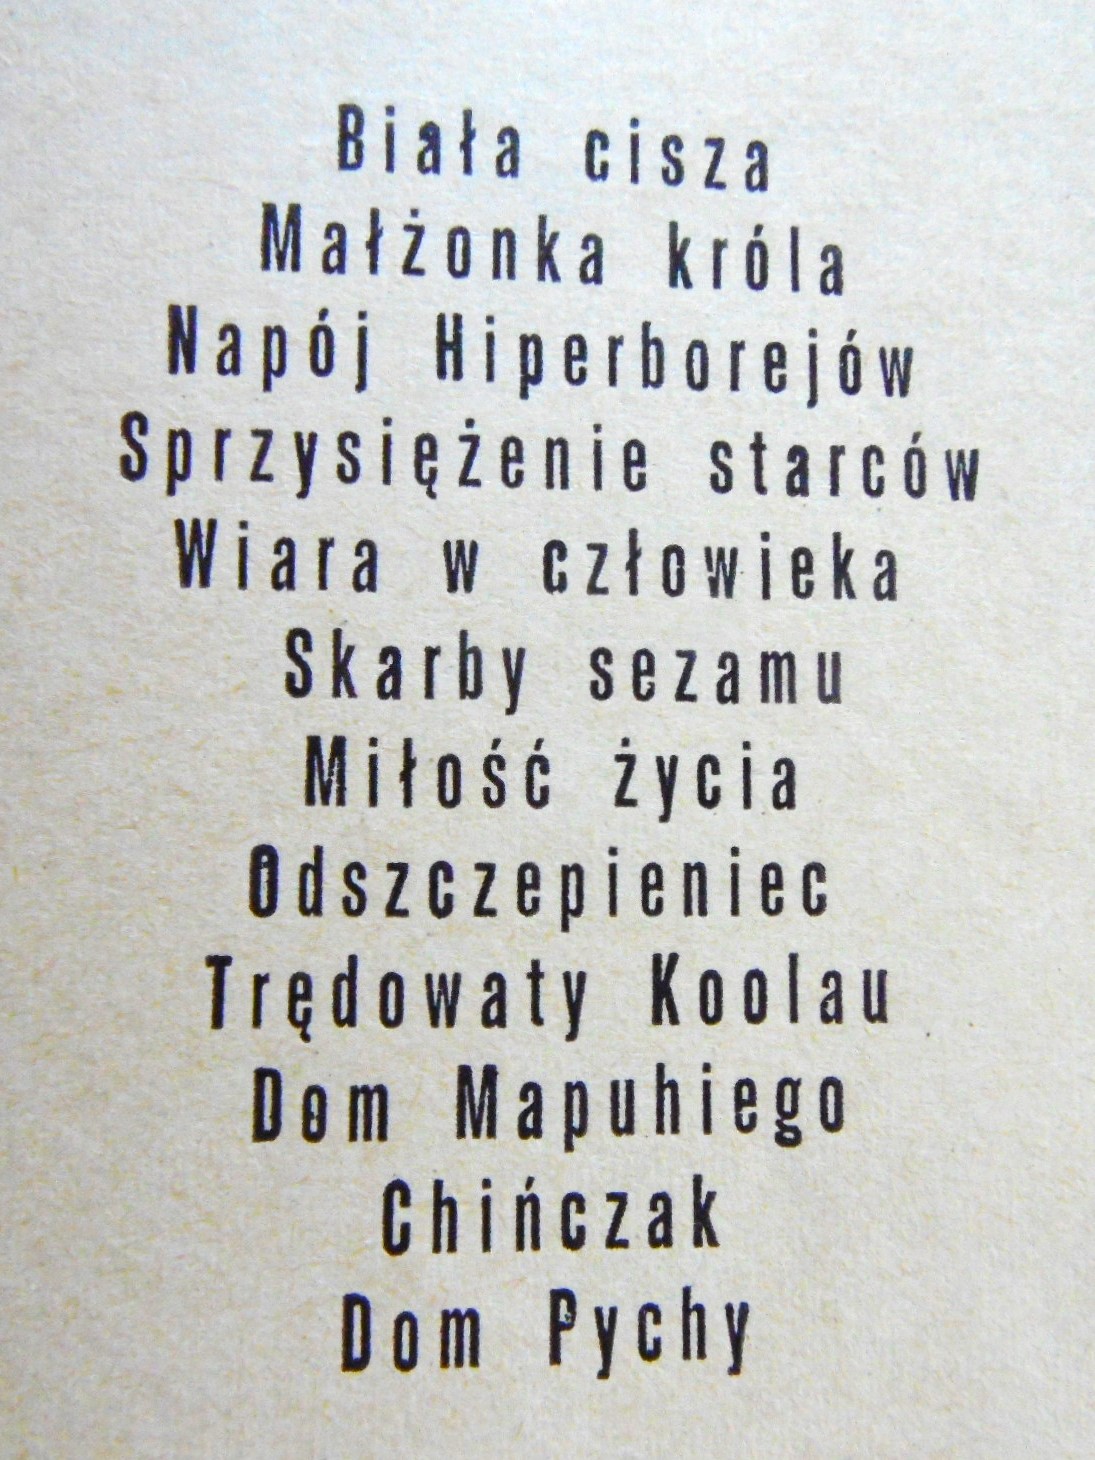 Biała cisza
Małżonka króla
Napój Hiperborejów
Sprzysiężenie starców
Wiara w człowieka
Skarby sezamu
Miłość życia
Odszczepieniec
Trędowaty Koolau
Dom Mapuhiego
Chińczak
Dom Pychy